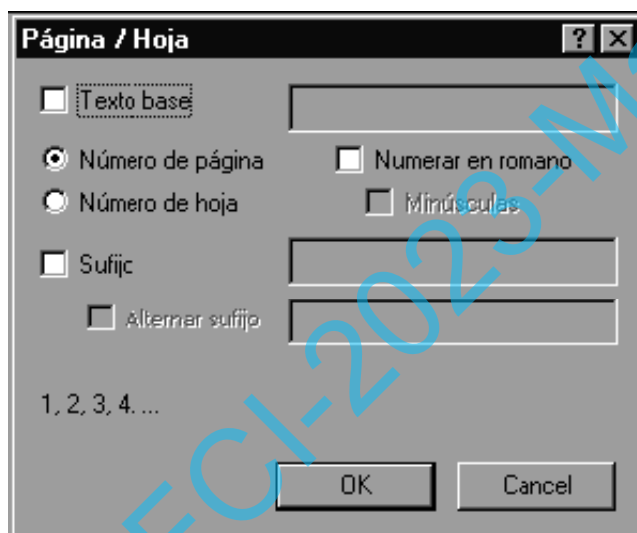 Página / Hoja
Texto base
Número de página
Numerar en romano
Número de hoja
Minúsculas
Sufijc
Alternar sufijo
1, 2, 3, 4. ...
OK
Cancel
ECI-2023-M